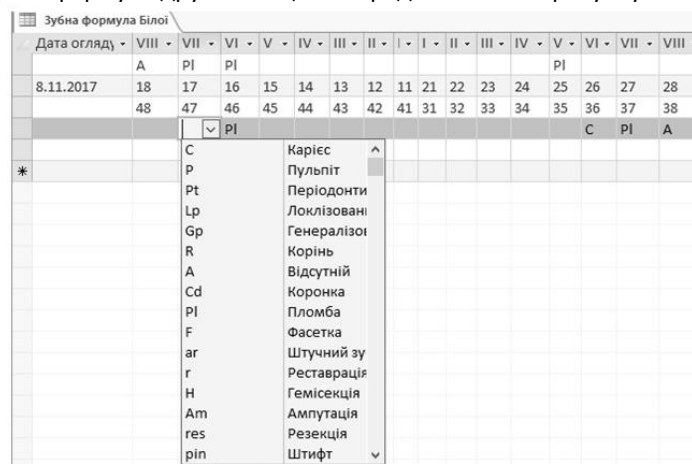 Зубна формула Білої
Дата огляду VIII VII VI V IV III II I I II III IV V VI VII VIII
A Pl Pl Pl
8.11.2017 18 17 16 15 14 13 12 11 21 22 23 24 25 26 27 28
48 47 46 45 44 43 42 41 31 32 33 34 35 36 37 38
Pl C Pl A
C Карієс
P Пульпіт
Pt Періодонти
Lp Локлізовані
Gp Генералізов
R Корінь
A Відсутній
Cd Коронка
Pl Пломба
F Фасетка
ar Штучний зу
r Реставрація
H Гемісекція
Am Ампутація
res Резекція
pin Штифт